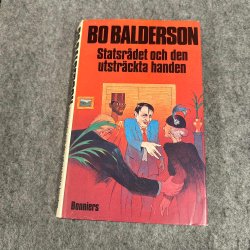 BO BALDERSON
Statsrådet och den
utsträckta handen
Bonniers